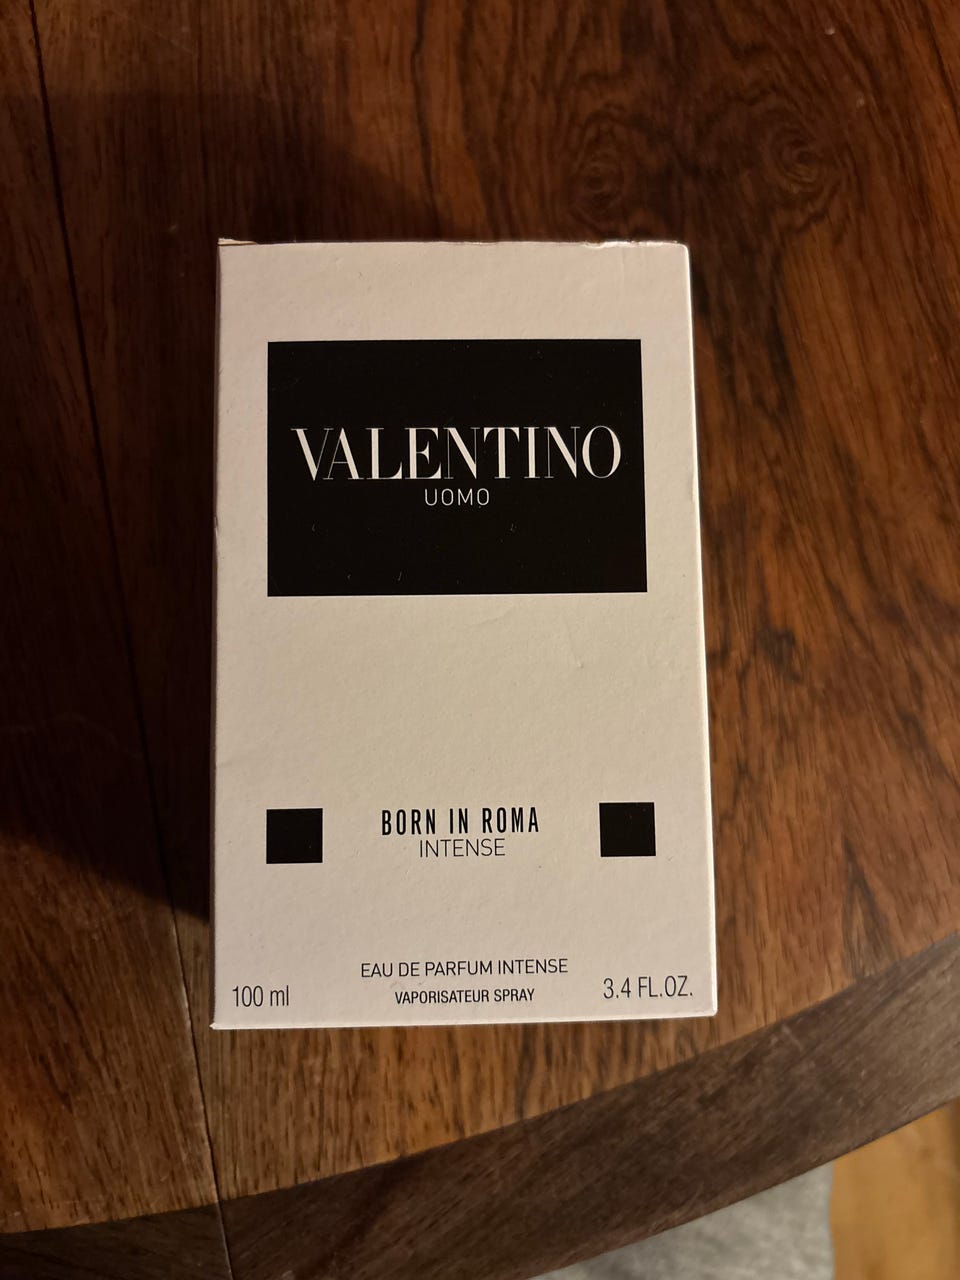 VALENTINO
UOMO
BORN IN ROMA
INTENSE
EAU DE PARFUM INTENSE
100 ml
VAPORISATEUR SPRAY
3.4 FL.OZ.